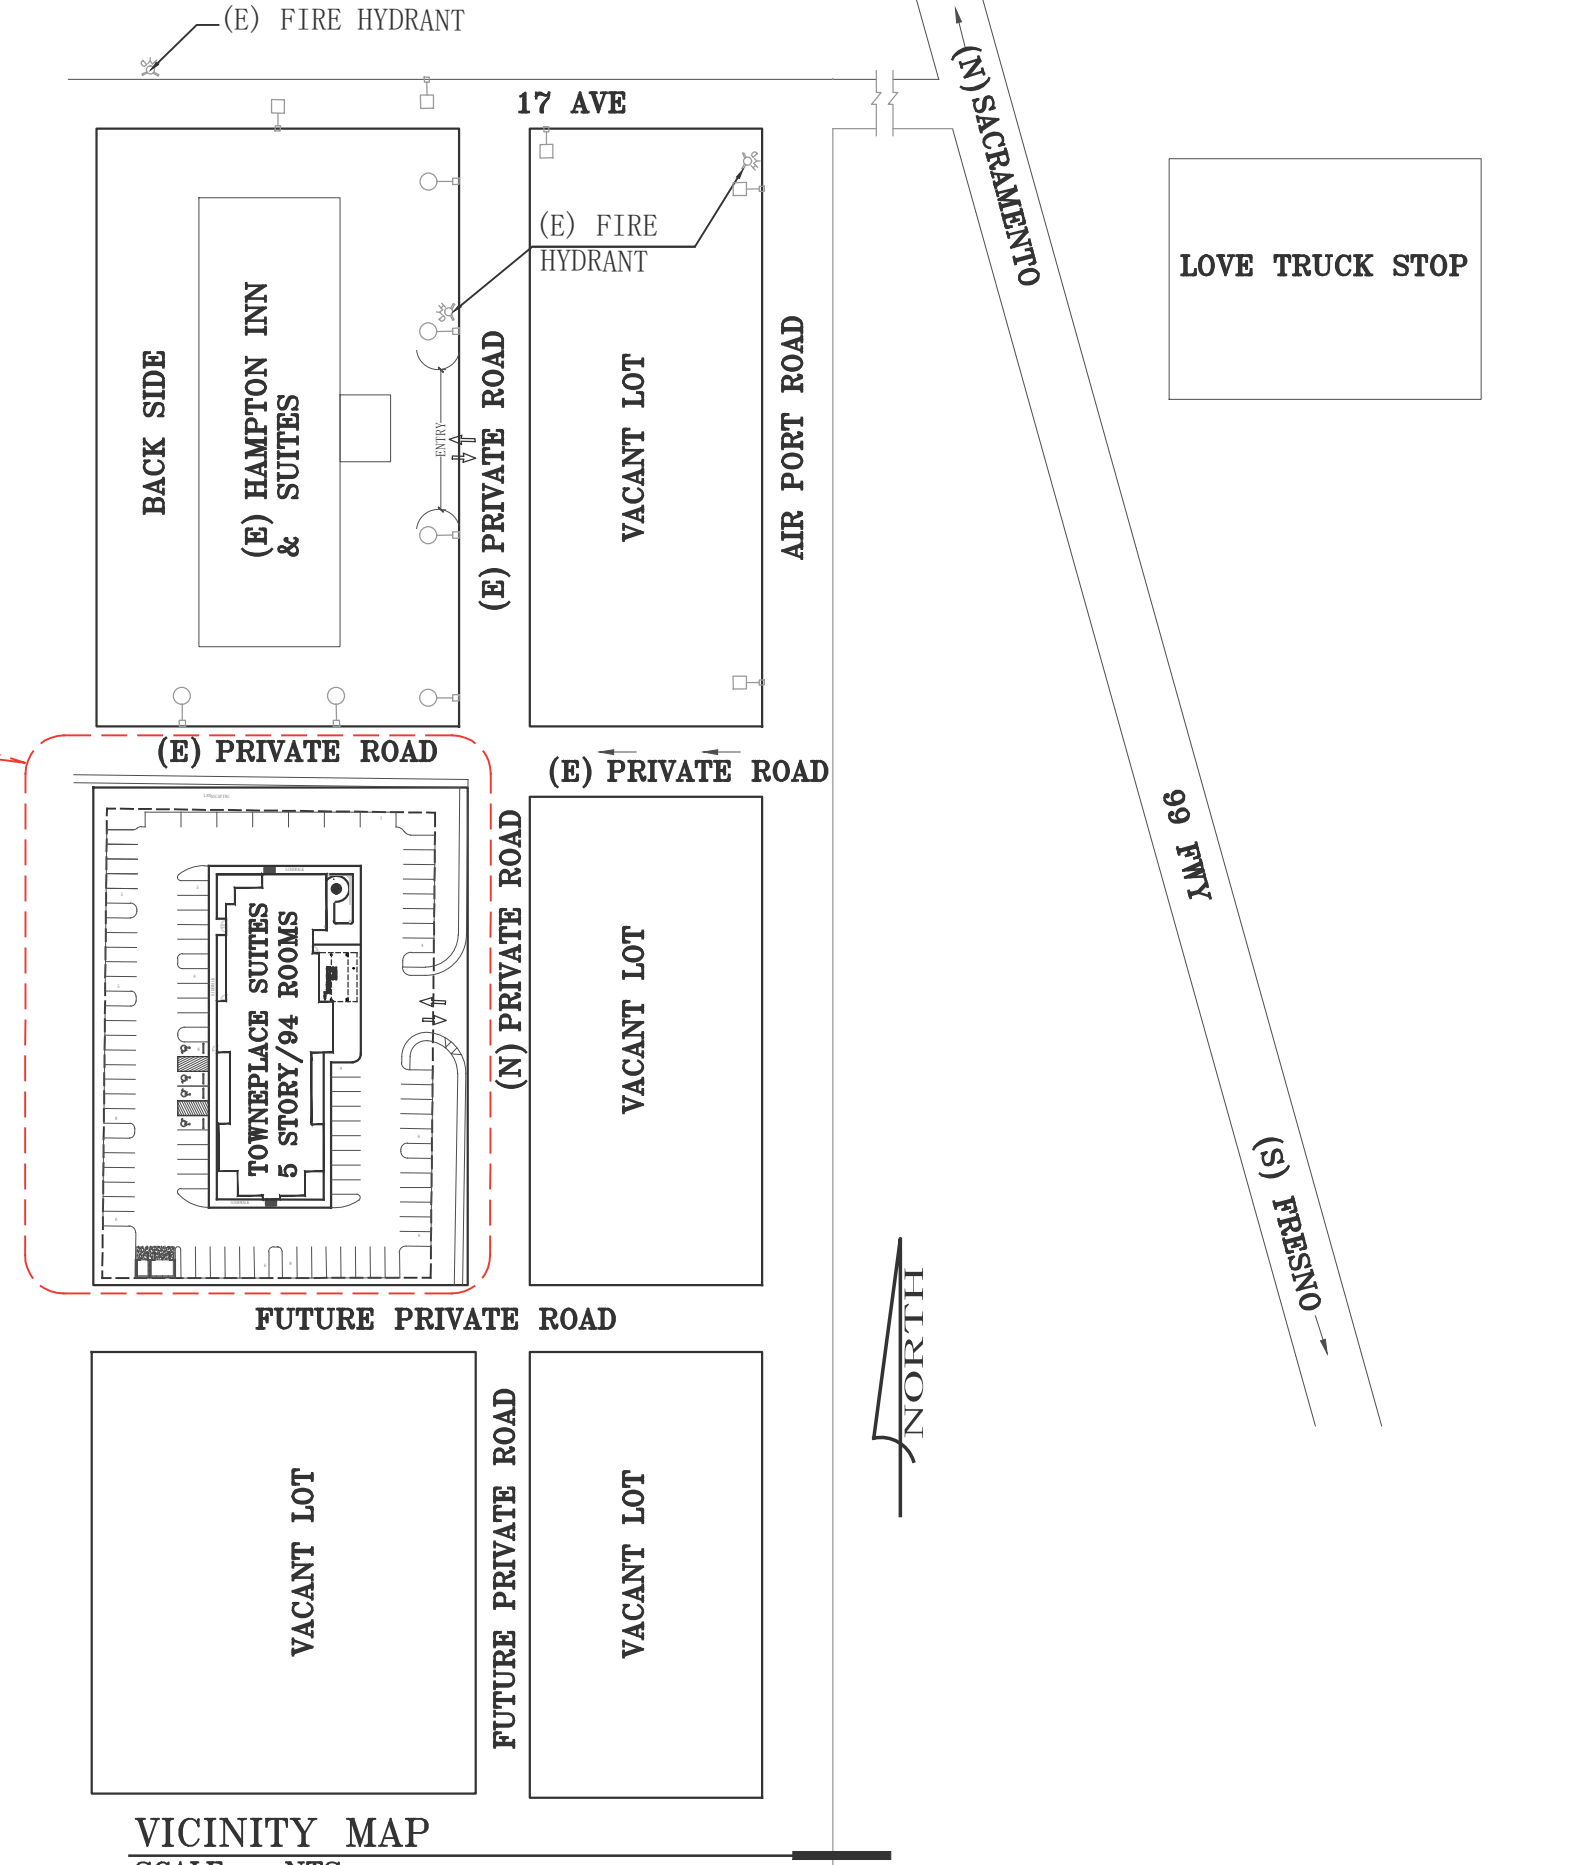 (E) FIRE HYDRANT
17 AVE
(N)SACRAMENTO
(E) FIRE
HYDRANT
LOVE TRUCK STOP
BACK SIDE
(E) HAMPTON INN
& SUITES
ENTRY
(E) PRIVATE ROAD
VACANT LOT
AIR PORT ROAD
(E) PRIVATE ROAD
(E) PRIVATE ROAD
99 FWY
TOWNEPLACE SUITES
5 STORY/94 ROOMS
(N) PRIVATE ROAD
VACANT LOT
(S) FRESNO
FUTURE PRIVATE ROAD
NORTH
VACANT LOT
FUTURE PRIVATE ROAD
VACANT LOT
VICINITY MAP